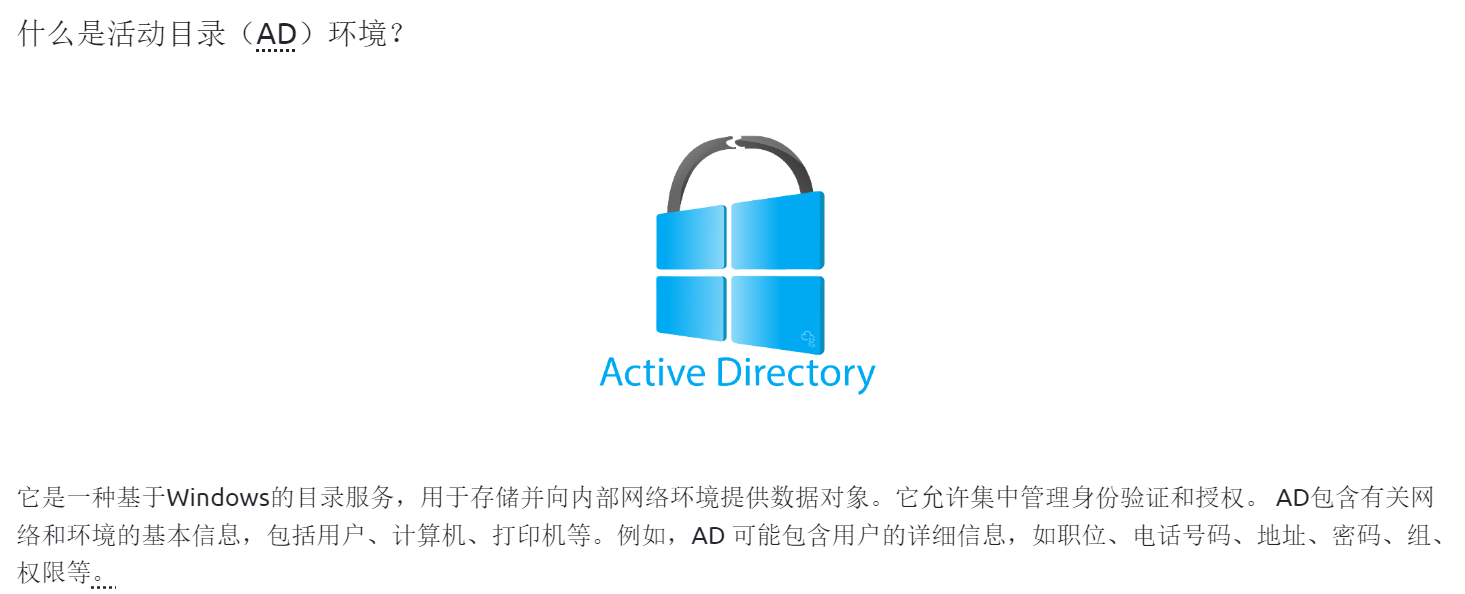 什么是活动目录（AD）环境？
Active Directory
它是一种基于Windows的目录服务，用于存储并向内部网络环境提供数据对象。它允许集中管理身份验证和授权。 AD包含有关网
络和环境的基本信息，包括用户、计算机、打印机等。例如，AD 可能包含用户的详细信息，如职位、电话号码、地址、密码、组、
权限等。